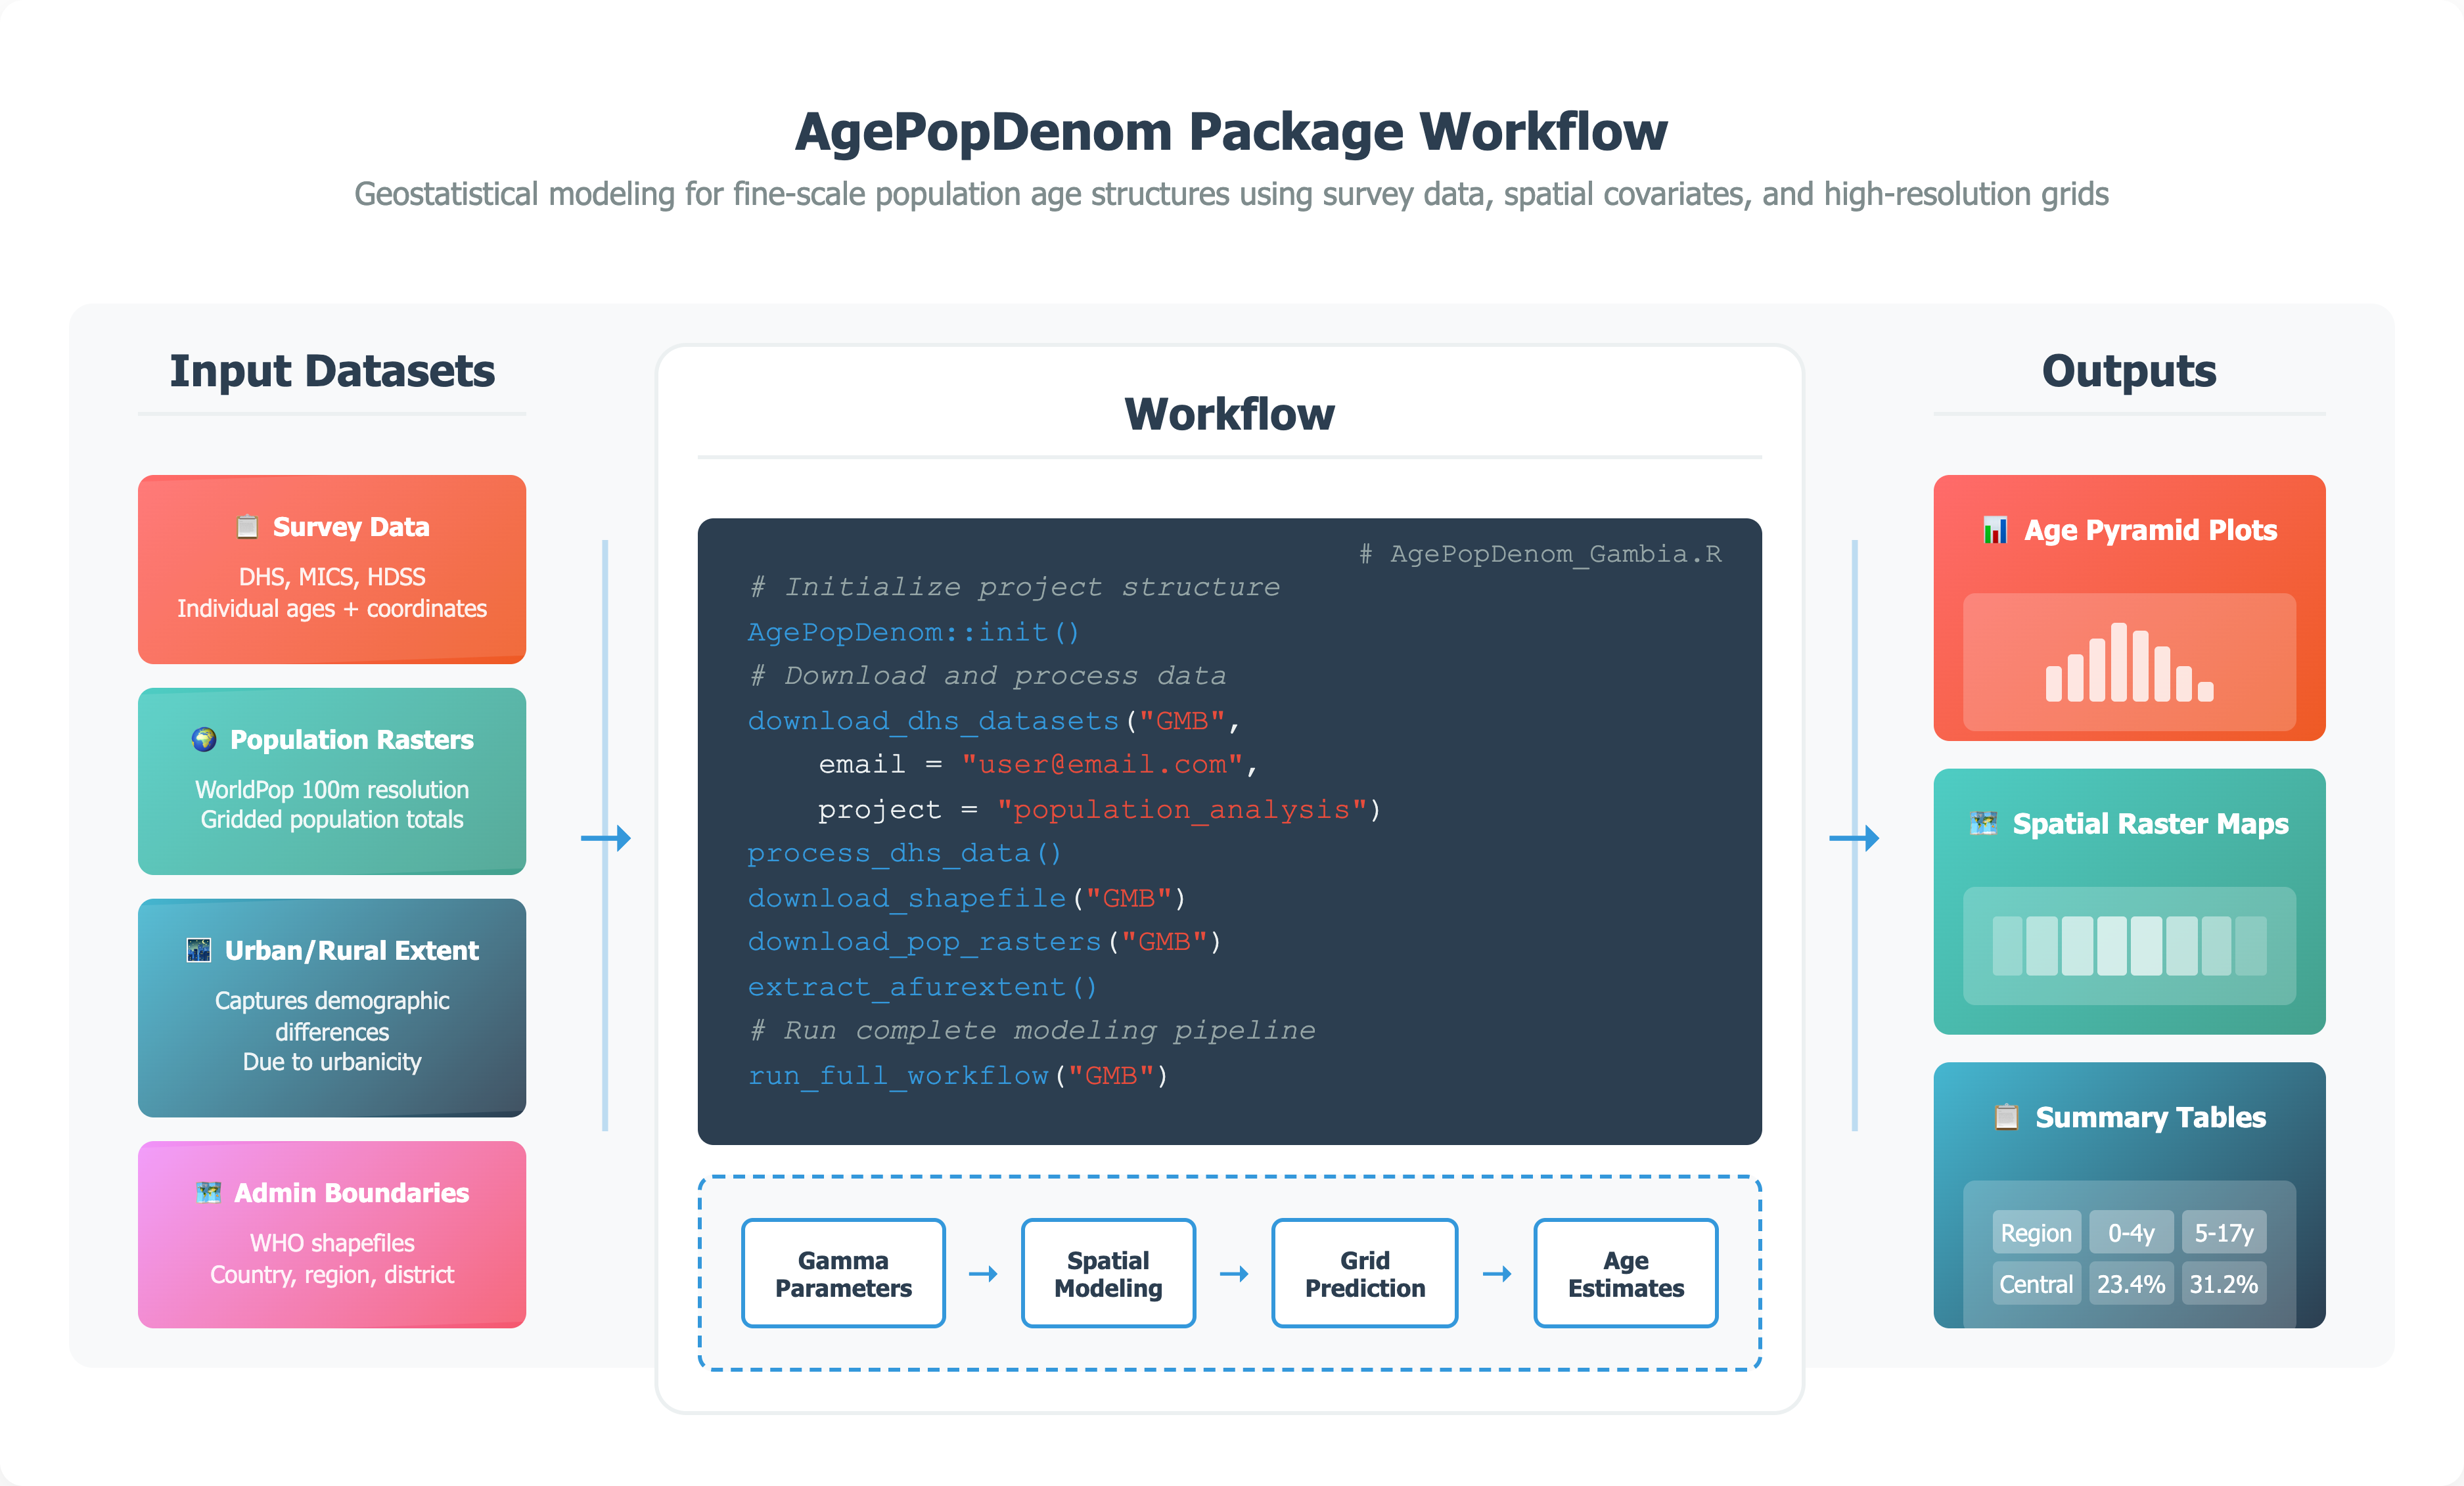 AgePopDenom Package Workflow
Geostatistical modeling for fine-scale population age structures using survey data, spatial covariates, and high-resolution grids
Input Datasets
Survey Data
DHS, MICS, HDSS
Individual ages + coordinates
Population Rasters
WorldPop 100m resolution
Gridded population totals
Urban/Rural Extent
Captures demographic
differences
Due to urbanicity
Admin Boundaries
WHO shapefiles
Country, region, district
Workflow
# AgePopDenom_Gambia.R
# Initialize project structure
AgePopDenom::init()
# Download and process data
download_dhs_datasets("GMB",
    email = "user@email.com",
    project = "population_analysis")
process_dhs_data()
download_shapefile("GMB")
download_pop_rasters("GMB")
extract_afurextent()
# Run complete modeling pipeline
run_full_workflow("GMB")
Gamma
Parameters
Spatial
Modeling
Grid
Prediction
Age
Estimates
Outputs
Age Pyramid Plots
Spatial Raster Maps
Summary Tables
Region 0-4y 5-17y
Central 23.4% 31.2%